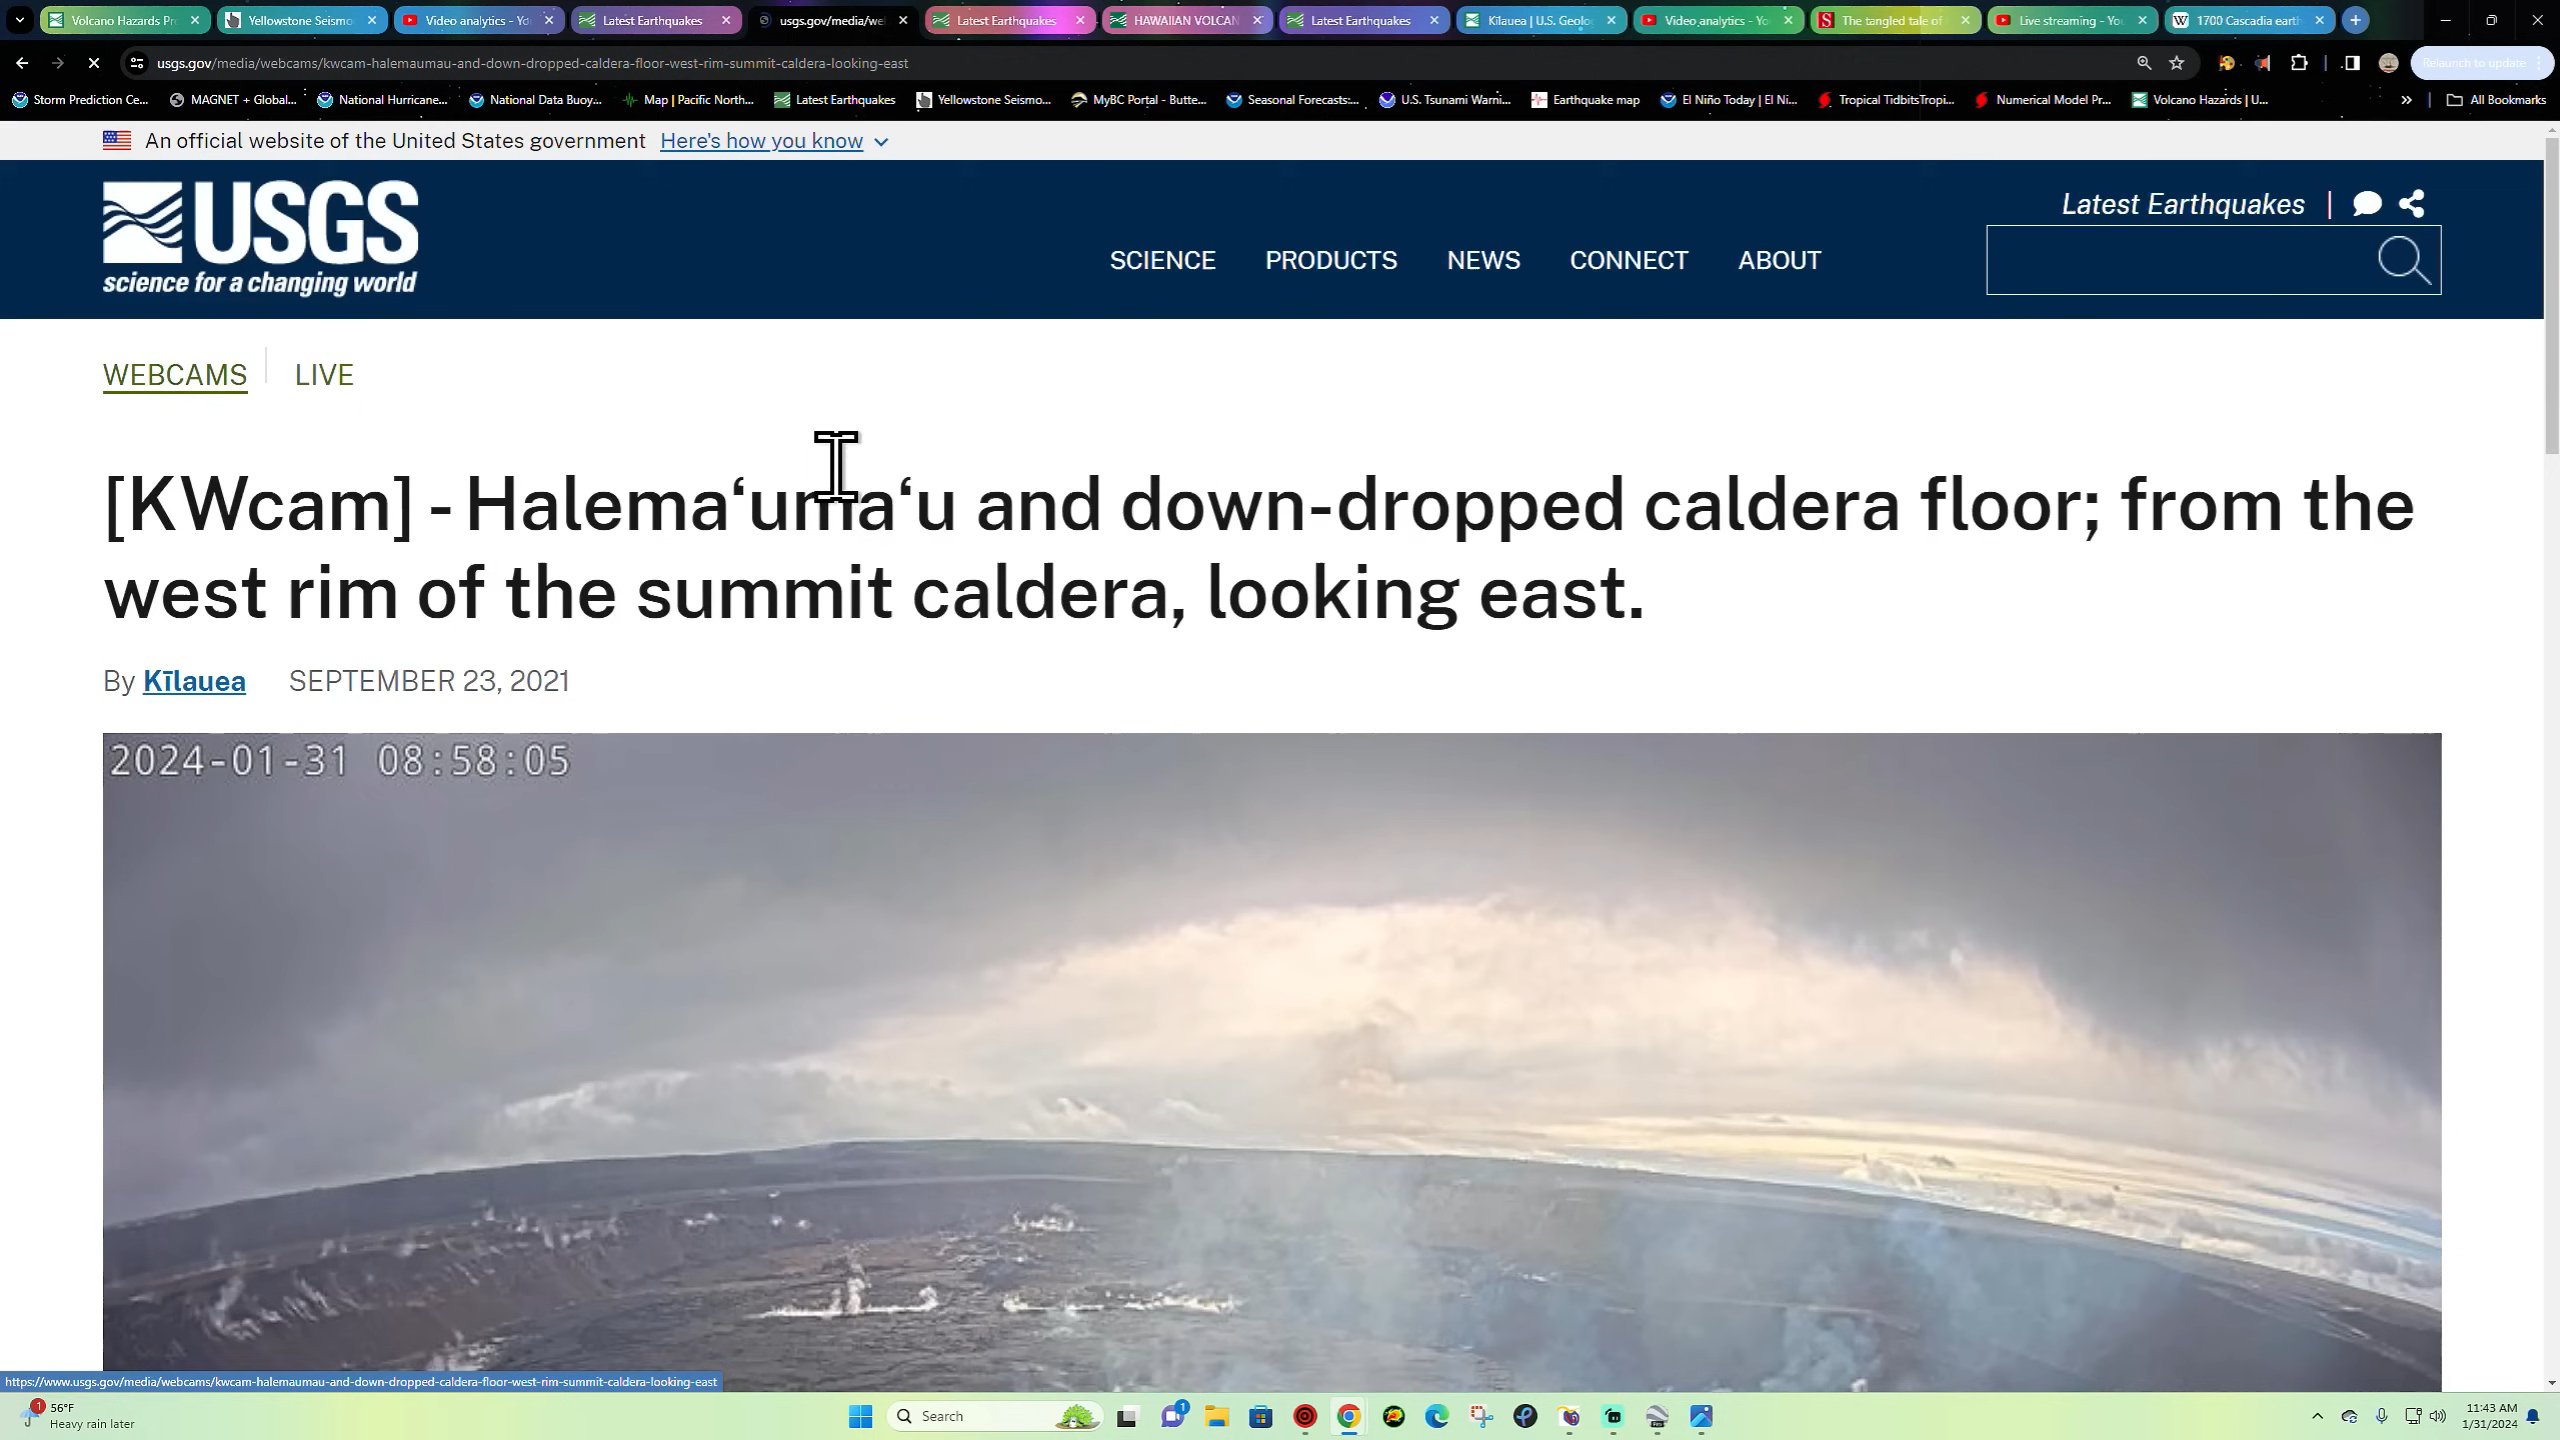 Volcano Hazards Pr
Yellowstone Seismo
Video analytics - Yo
Latest Earthquakes
usgs.gov/media/we
Latest Earthquakes
HAWAIIAN VOLCAN
Latest Earthquakes
Kīlauea | U.S. Geolo
Video analytics - Yo
The tangled tale of
Live streaming - You
1700 Cascadia earth
usgs.gov/media/webcams/kwcam-halemaumau-and-down-dropped-caldera-floor-west-rim-summit-caldera-looking-east
Relaunch to update
Storm Prediction Ce...
MAGNET + Global...
National Hurricane...
National Data Buoy...
Map | Pacific North...
Latest Earthquakes
Yellowstone Seismo...
MyBC Portal - Butte...
Seasonal Forecasts:...
U.S. Tsunami Warni...
Earthquake map
El Niño Today | El Ni...
Tropical TidbitsTropi...
Numerical Model Pr...
Volcano Hazards | U...
All Bookmarks
An official website of the United States government Here's how you know
USGS
science for a changing world
Latest Earthquakes
SCIENCE PRODUCTS NEWS CONNECT ABOUT
WEBCAMS LIVE
[KWcam] - Halemaʻumaʻu and down-dropped caldera floor; from the
west rim of the summit caldera, looking east.
By Kīlauea SEPTEMBER 23, 2021
2024-01-31 08:58:05
https://www.usgs.gov/media/webcams/kwcam-halemaumau-and-down-dropped-caldera-floor-west-rim-summit-caldera-looking-east
1
56°F
Heavy rain later
Search
1
11:43 AM
1/31/2024